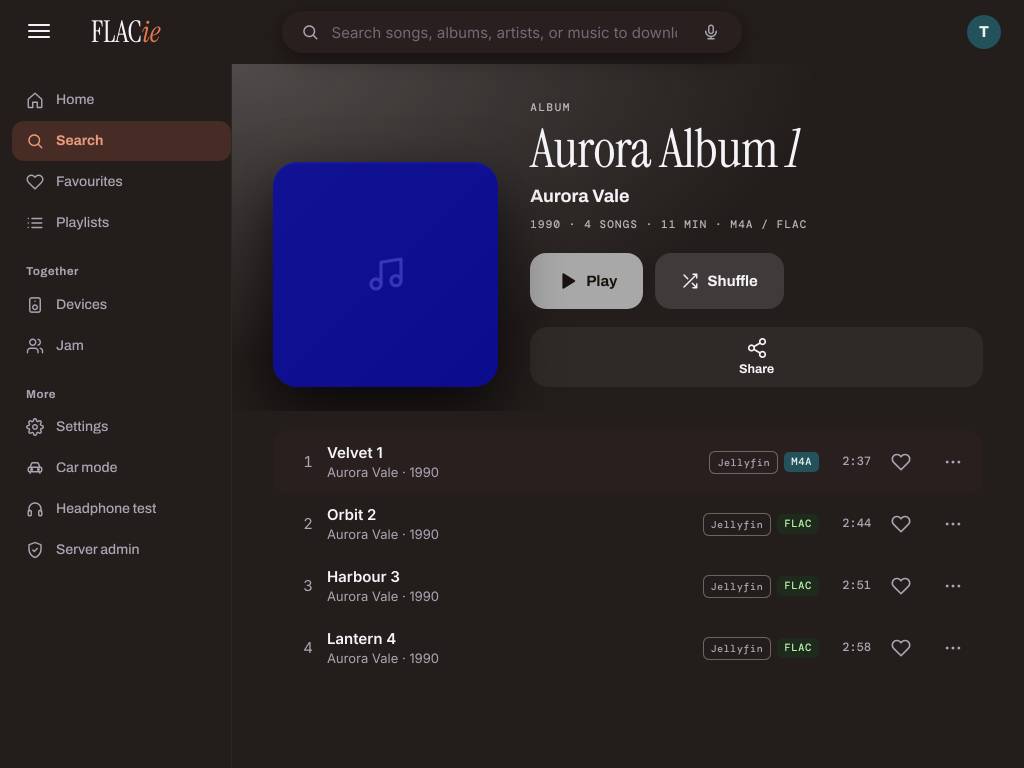 FLACie
Search songs, albums, artists, or music to downl
T
Home
Search
Favourites
Playlists
Together
Devices
Jam
More
Settings
Car mode
Headphone test
Server admin
ALBUM
Aurora Album 1
Aurora Vale
1990 · 4 SONGS · 11 MIN · M4A / FLAC
Play
Shuffle
Share
1 Velvet 1 Jellyfin M4A 2:37
Aurora Vale · 1990
2 Orbit 2 Jellyfin FLAC 2:44
Aurora Vale · 1990
3 Harbour 3 Jellyfin FLAC 2:51
Aurora Vale · 1990
4 Lantern 4 Jellyfin FLAC 2:58
Aurora Vale · 1990